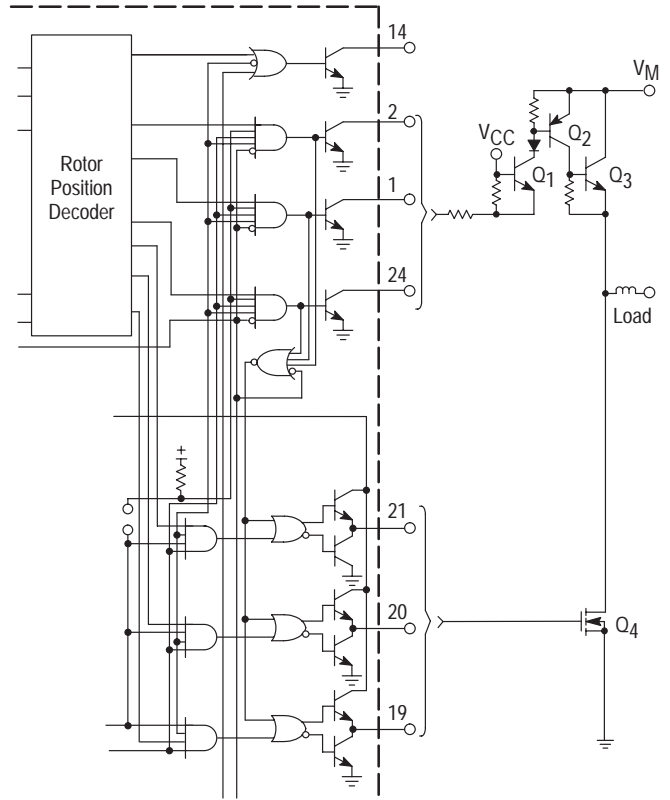 14
V_M
2
V_CC
Q_2
Rotor
Position
Decoder
Q_1
Q_3
1
24
Load
+
21
20
Q_4
19